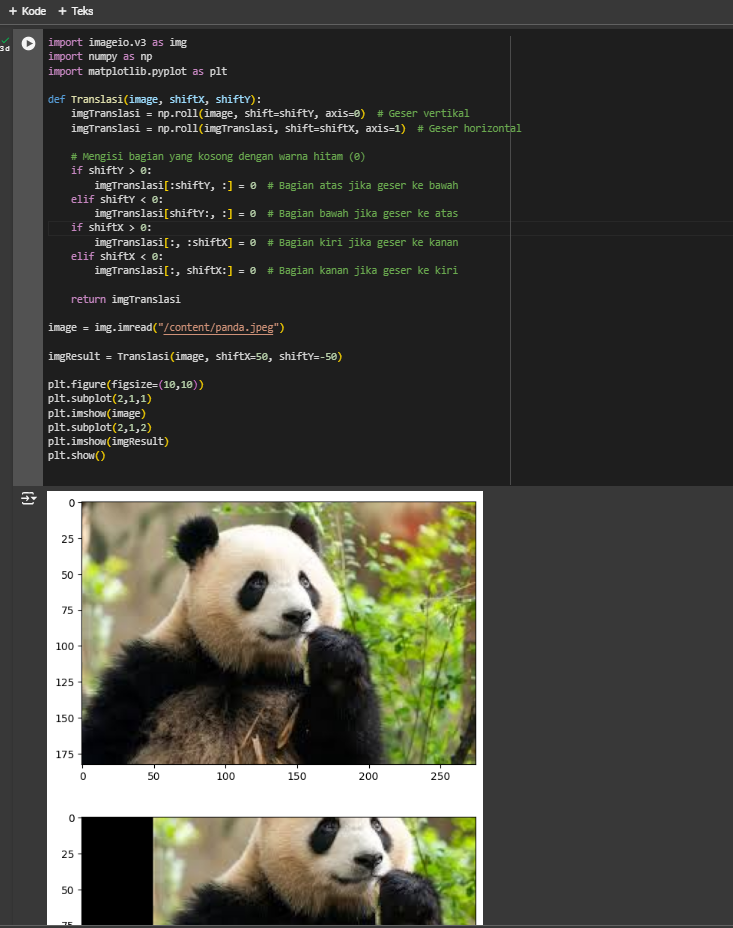 + Kode + Teks
3d
import imageio.v3 as img
import numpy as np
import matplotlib.pyplot as plt
def Translasi(image, shiftX, shiftY):
imgTranslasi = np.roll(image, shift=shiftY, axis=0)  # Geser vertikal
imgTranslasi = np.roll(imgTranslasi, shift=shiftX, axis=1)  # Geser horizontal
# Mengisi bagian yang kosong dengan warna hitam (0)
if shiftY > 0:
imgTranslasi[:shiftY, :] = 0  # Bagian atas jika geser ke bawah
elif shiftY < 0:
imgTranslasi[shiftY:, :] = 0  # Bagian bawah jika geser ke atas
if shiftX > 0:
imgTranslasi[:, :shiftX] = 0  # Bagian kiri jika geser ke kanan
elif shiftX < 0:
imgTranslasi[:, shiftX:] = 0  # Bagian kanan jika geser ke kiri
return imgTranslasi
image = img.imread("/content/panda.jpeg")
imgResult = Translasi(image, shiftX=50, shiftY=-50)
plt.figure(figsize=(10,10))
plt.subplot(2,1,1)
plt.imshow(image)
plt.subplot(2,1,2)
plt.imshow(imgResult)
plt.show()
0
25
50
75
100
125
150
175
0 50 100 150 200 250
0
25
50
75